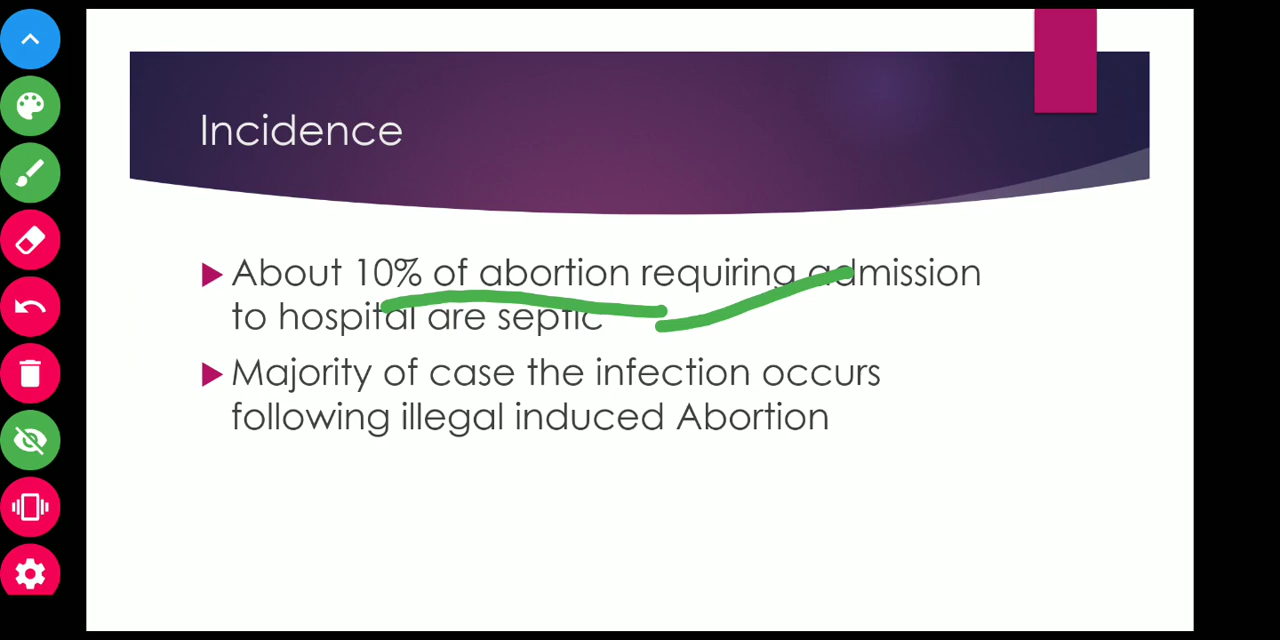 Incidence
About 10% of abortion requiring admission
to hospital are septic
Majority of case the infection occurs
following illegal induced Abortion